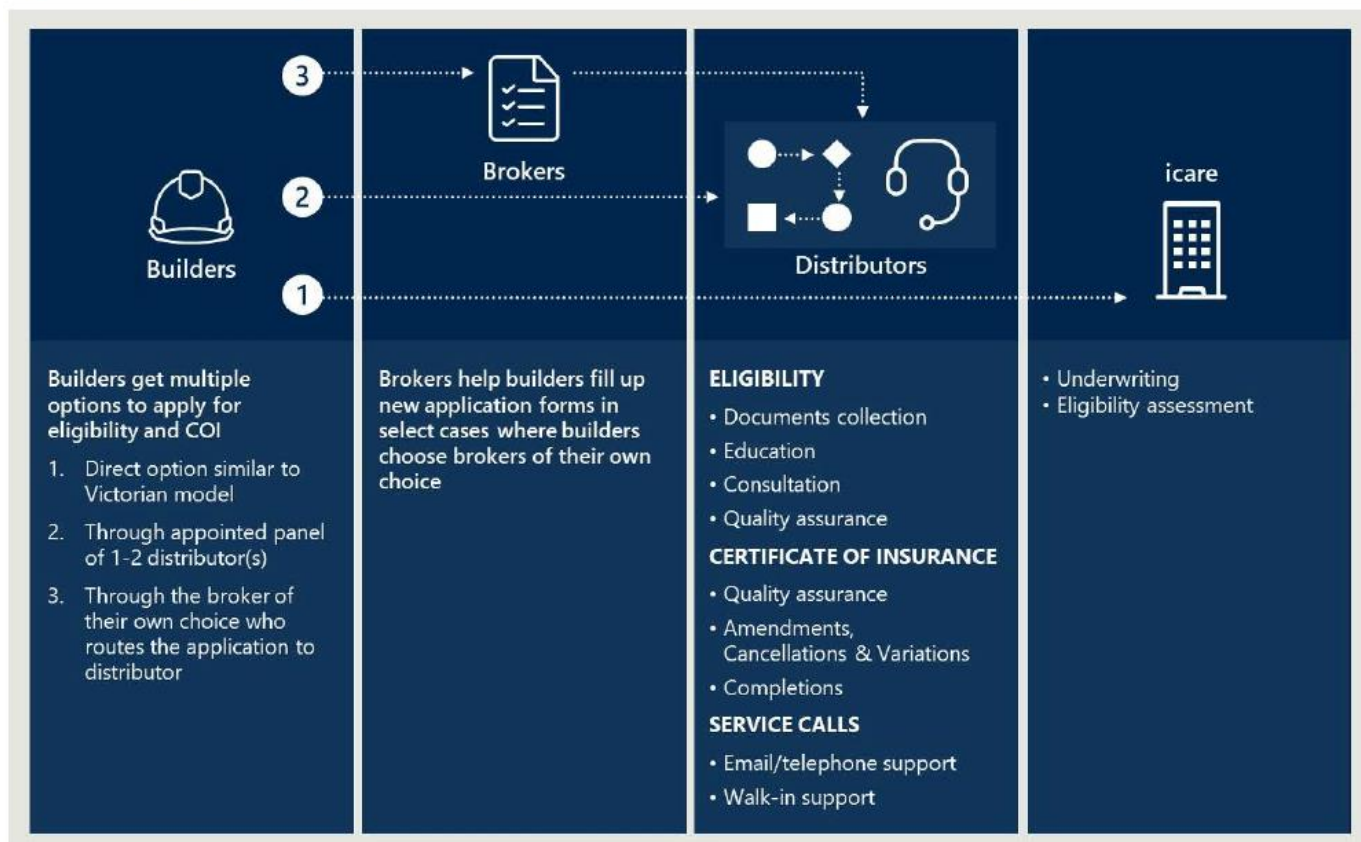 3
Brokers
2
icare
Builders
Distributors
1
Builders get multiple
options to apply for
eligibility and COI
1. Direct option similar to
Victorian model
2. Through appointed panel
of 1-2 distributor(s)
3. Through the broker of
their own choice who
routes the application to
distributor
Brokers help builders fill up
new application forms in
select cases where builders
choose brokers of their own
choice
ELIGIBILITY
• Documents collection
• Education
• Consultation
• Quality assurance
CERTIFICATE OF INSURANCE
• Quality assurance
• Amendments,
Cancellations & Variations
• Completions
SERVICE CALLS
• Email/telephone support
• Walk-in support
• Underwriting
• Eligibility assessment